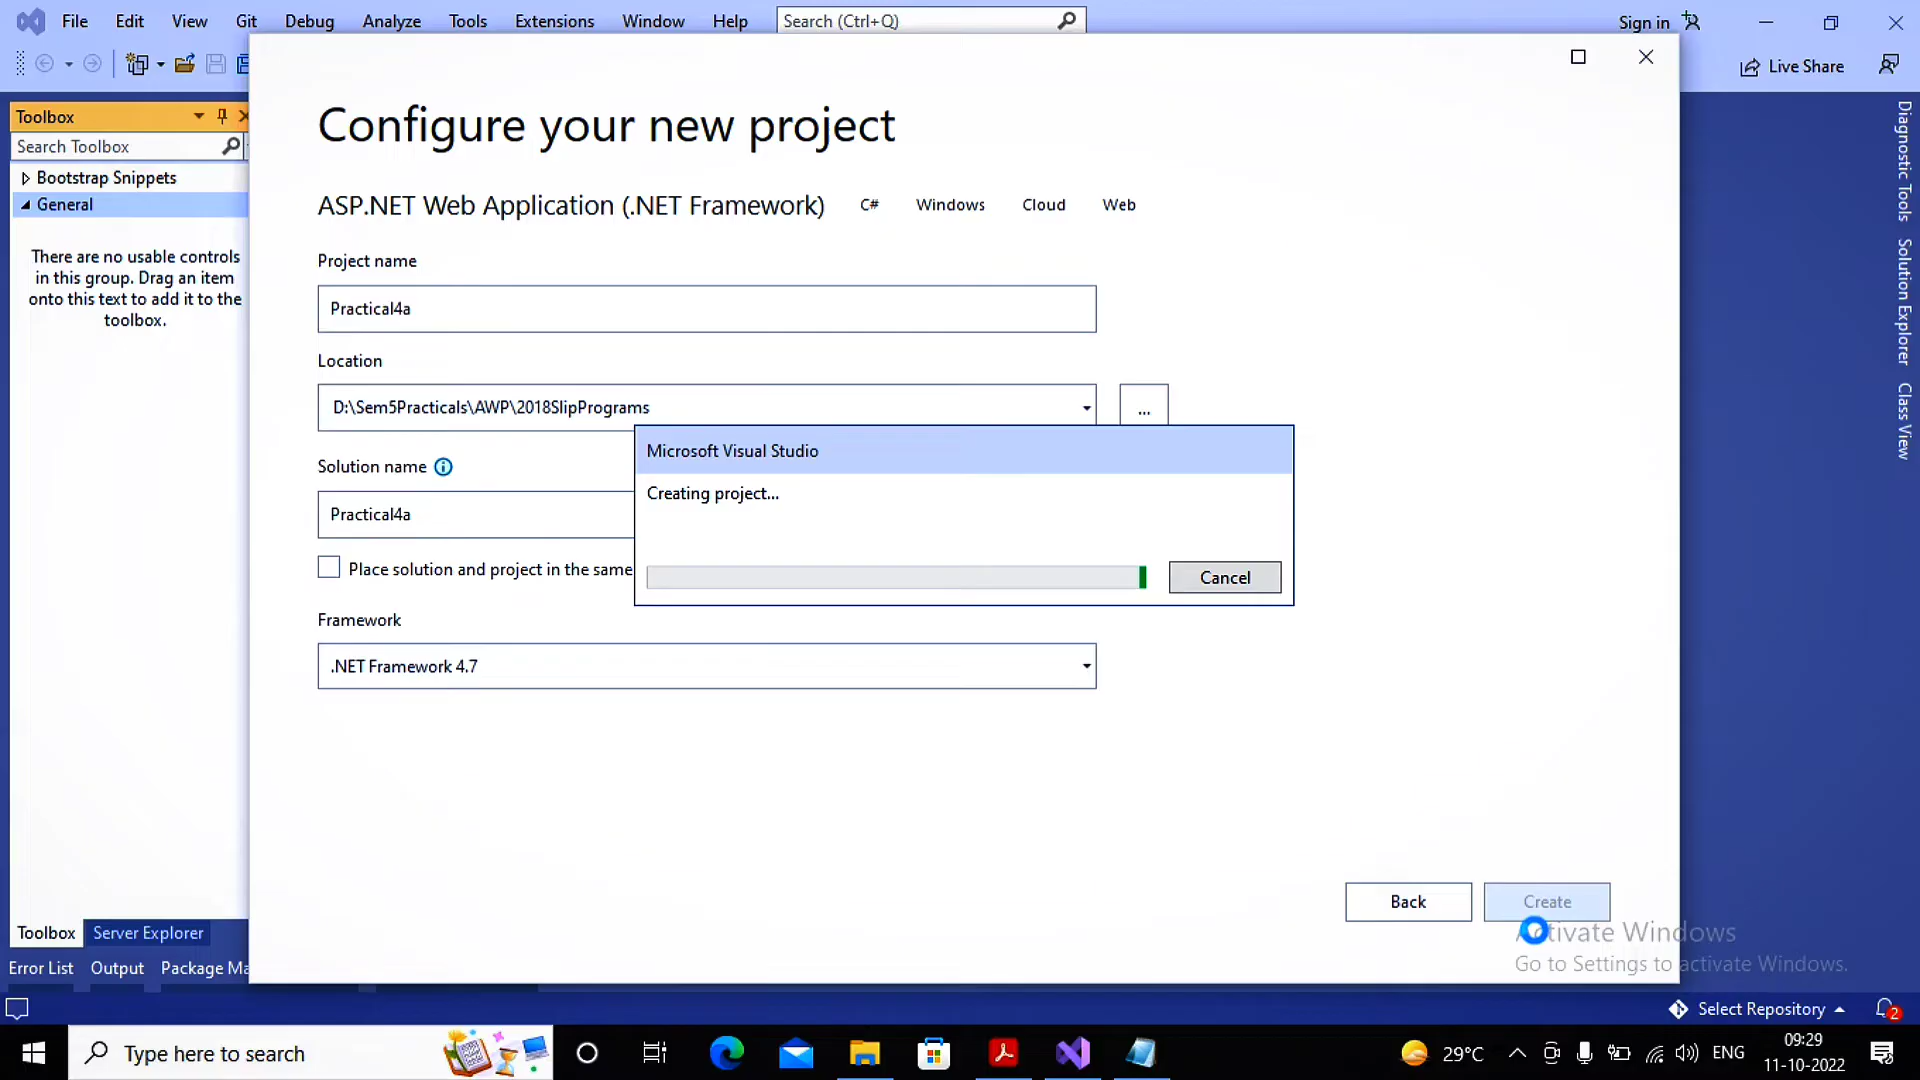 File Edit View Git Debug Analyze Tools Extensions Window Help Search (Ctrl+Q) Sign in
Live Share
Toolbox
Search Toolbox
Bootstrap Snippets
General
There are no usable controls
in this group. Drag an item
onto this text to add it to the
toolbox.
Configure your new project
ASP.NET Web Application (.NET Framework) C# Windows Cloud Web
Project name
Practical4a
Location
D:\Sem5Practicals\AWP\2018SlipPrograms
...
Solution name
Practical4a
Place solution and project in the same
Framework
.NET Framework 4.7
Microsoft Visual Studio
Creating project...
Cancel
Back Create
Diagnostic Tools
Solution Explorer
Class View
Toolbox Server Explorer
Error List Output Package Ma
Activate Windows
Go to Settings to activate Windows.
Select Repository 2
Type here to search
29°C ENG
09:29
11-10-2022